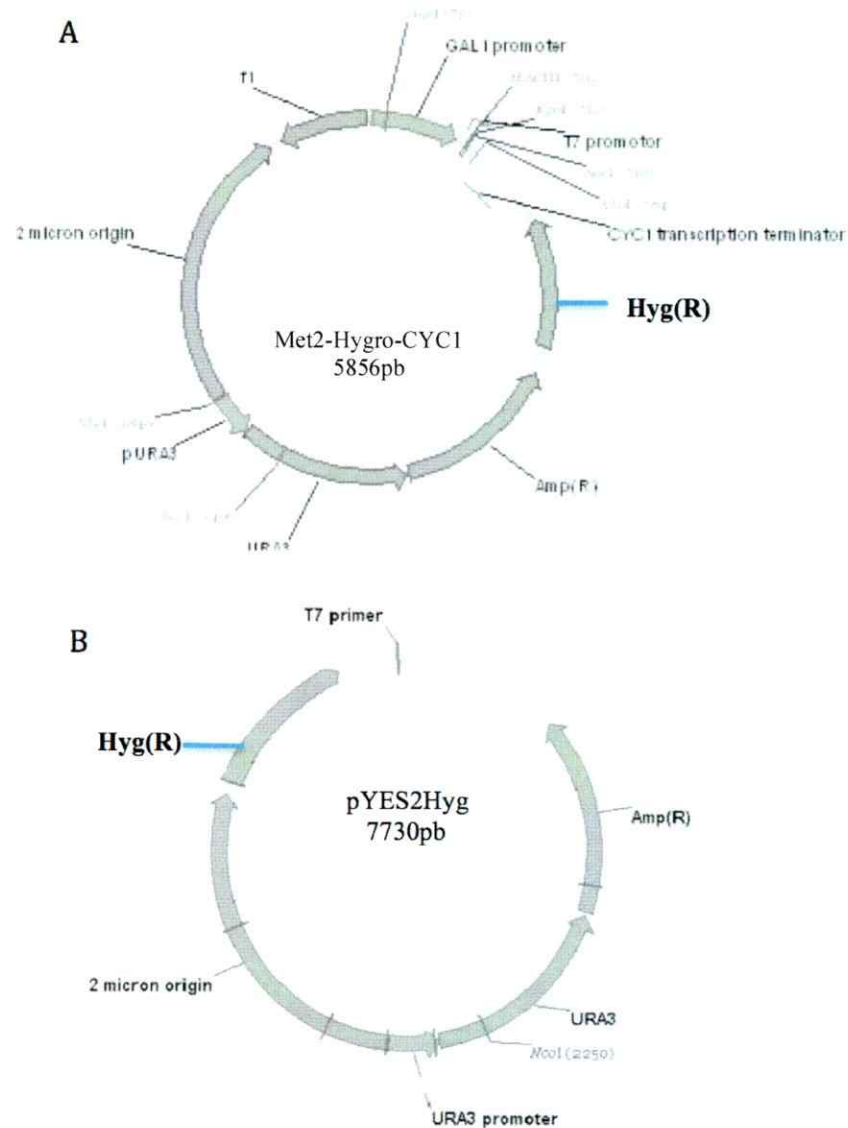 A
GAL1 promoter
f1
T7 promotor
2 micron origin
CYC1 transcription terminator
Hyg(R)
Met2-Hygro-CYC1
5856pb
pURA3
Amp(R)
URA3
B
T7 primer
Hyg(R)
pYES2Hyg
7730pb
Amp(R)
2 micron origin
URA3
NcoI (2250)
URA3 promoter